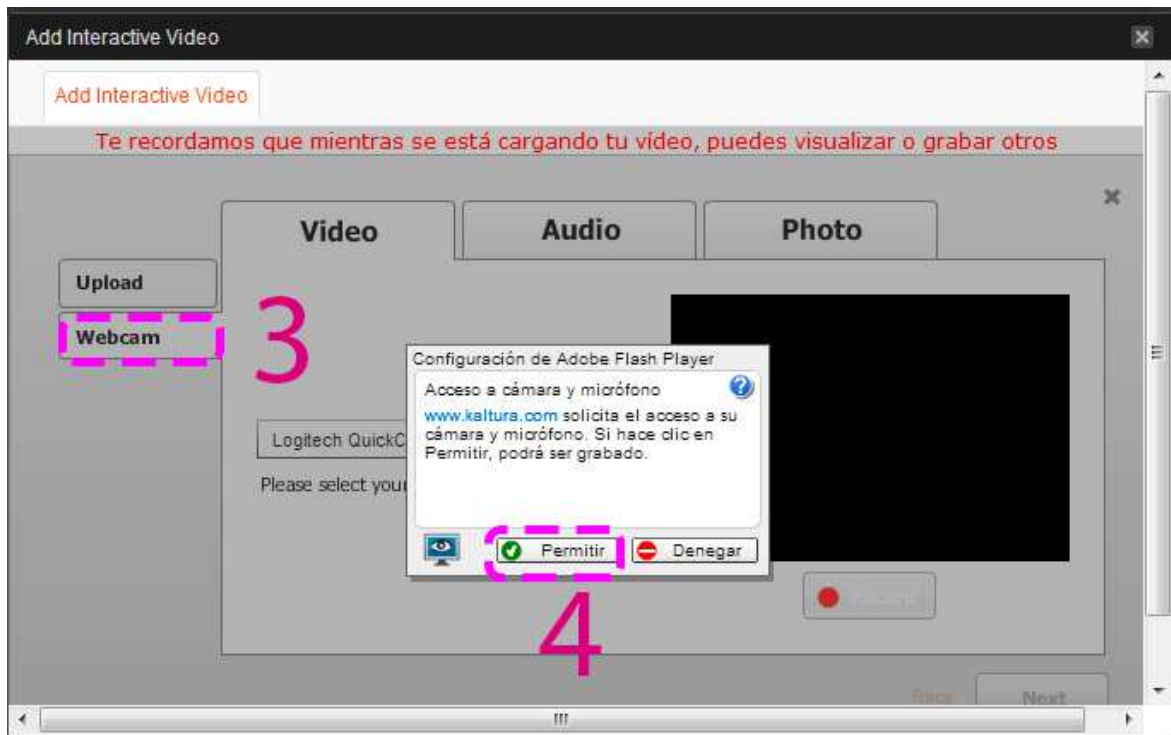 Add Interactive Video
Add Interactive Video
Te recordamos que mientras se está cargando tu vídeo, puedes visualizar o grabar otros
Video
Audio
Photo
Upload
Webcam
3
Configuración de Adobe Flash Player
Acceso a cámara y micrófono
www.kaltura.com solicita el acceso a su
cámara y micrófono. Si hace clic en
Permitir, podrá ser grabado.
Logitech QuickC
Please select your
Permitir
Denegar
4
Back
Next